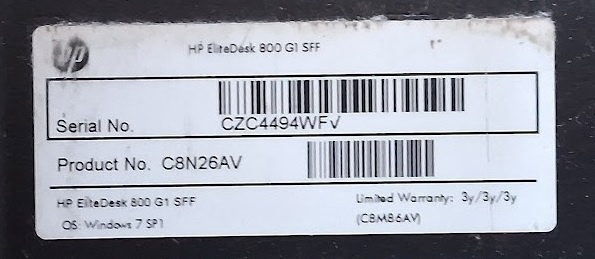 hp
HP EliteDesk 800 G1 SFF
Serial No. CZC4494WFV
Product No. C8N26AV
HP EliteDesk 800 G1 SFF
Limited Warranty: 3y/3y/3y
OS: Windows 7 SP1
(C8M86AV)